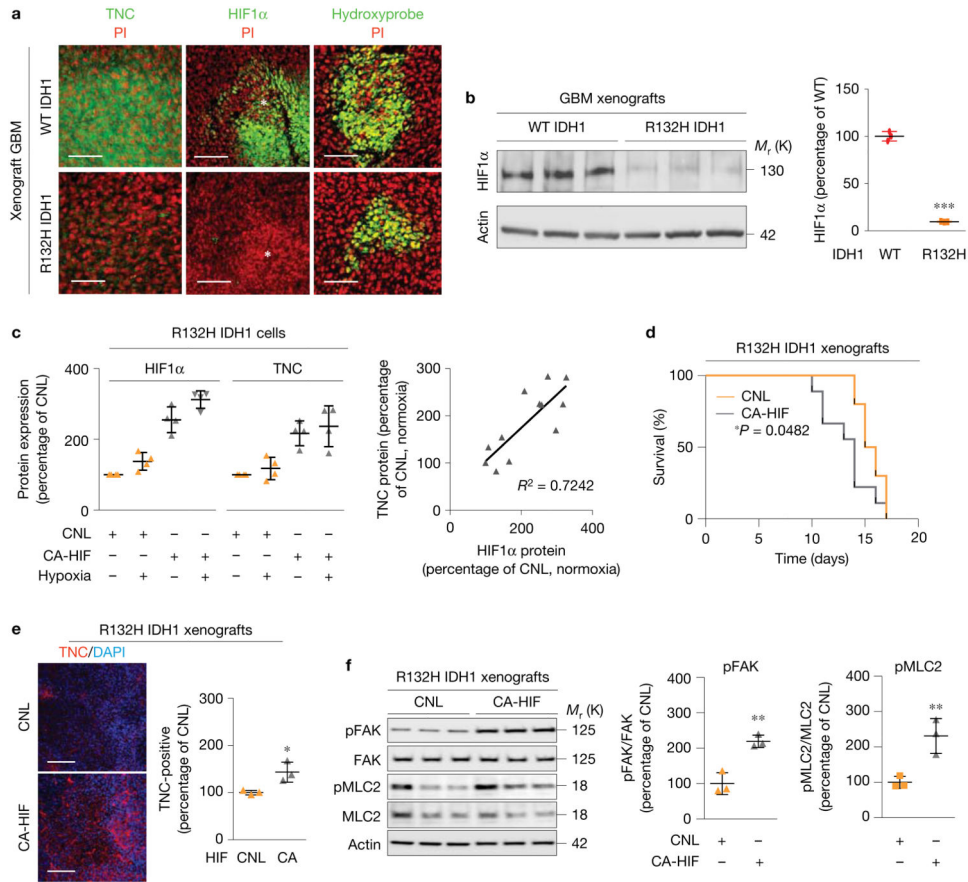 a
TNC HIF1α Hydroxyprobe
PI PI PI
Xenograft GBM
WT IDH1
R132H IDH1
*
*
b
GBM xenografts
WT IDH1 R132H IDH1
Mr (K)
HIF1α
130
Actin
42
HIF1α (percentage of WT)
150
100
50
0
***
IDH1 WT R132H
c
R132H IDH1 cells
HIF1α TNC
Protein expression
(percentage of CNL)
400
200
0
CNL + + – – + + – –
CA-HIF – – + + – – + +
Hypoxia – + – + – + – +
TNC protein (percentage
of CNL, normoxia)
300
200
100
0
R² = 0.7242
0 100 200 300 400
HIF1α protein
(percentage of CNL, normoxia)
d
R132H IDH1 xenografts
Survival (%)
100
50
0
CNL
CA-HIF
*P = 0.0482
0 5 10 15 20
Time (days)
e
R132H IDH1 xenografts
TNC/DAPI
CNL
CA-HIF
TNC-positive
(percentage of CNL)
200
150
100
50
0
*
HIF CNL CA
f
R132H IDH1 xenografts
CNL CA-HIF
Mr (K)
pFAK 125
FAK 125
pMLC2 18
MLC2 18
Actin 42
pFAK
pFAK/FAK
(percentage of CNL)
400
300
200
100
0
**
CNL + –
CA-HIF – +
pMLC2
pMLC2/MLC2
(percentage of CNL)
400
300
200
100
0
**
+ –
– +